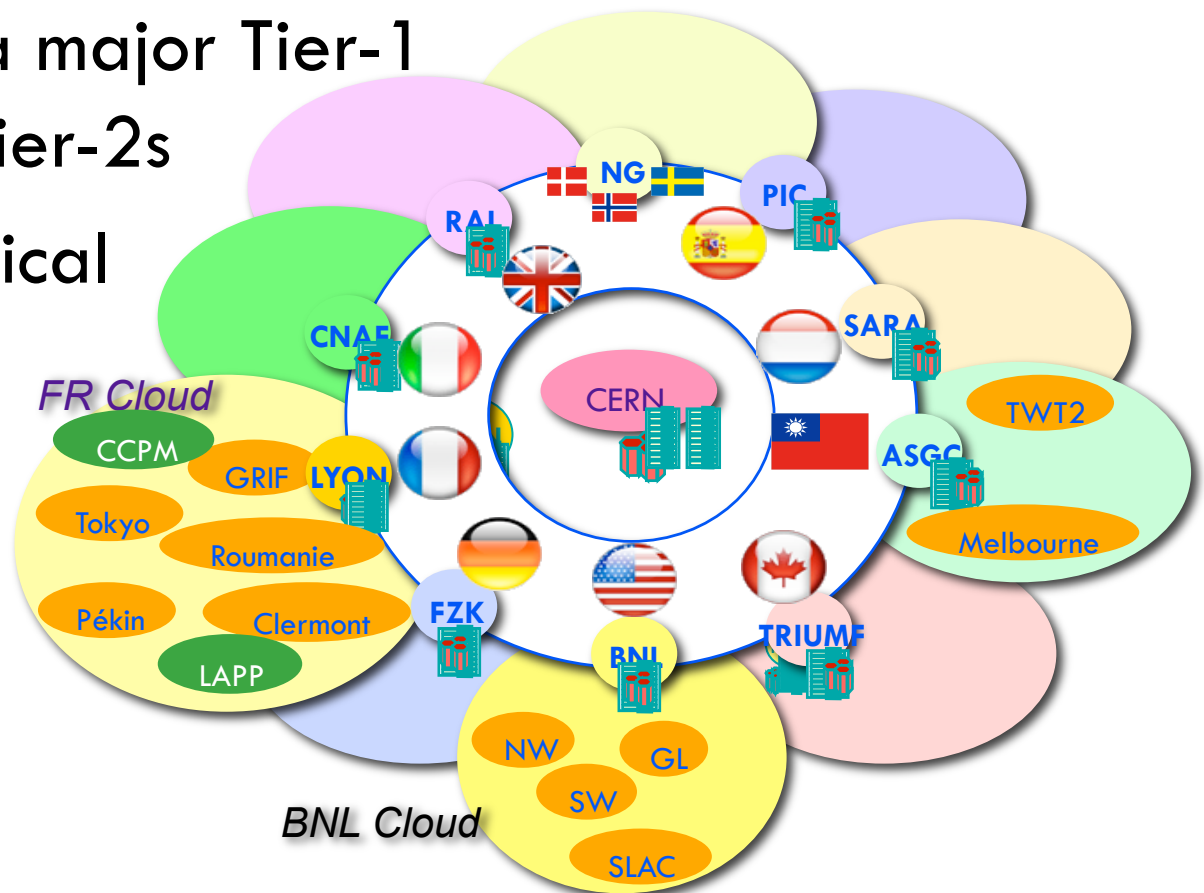 a major Tier-1
ier-2s
ical
NG
PIC
RAL
SARA
CNAF
CERN
FR Cloud
CCPM
GRIF
LYON
TWT2
ASGC
Tokyo
Roumanie
Melbourne
Pékin
Clermont
FZK
TRIUMF
LAPP
BNL
NW
GL
SW
BNL Cloud
SLAC